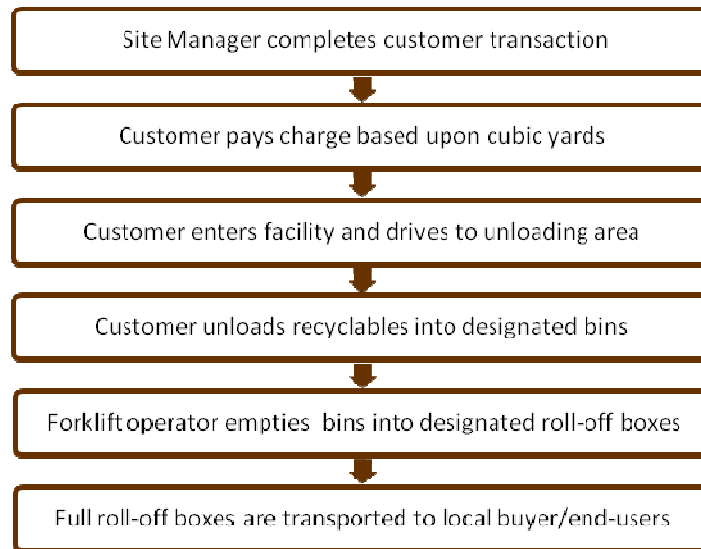 Site Manager completes customer transaction
Customer pays charge based upon cubic yards
Customer enters facility and drives to unloading area
Customer unloads recyclables into designated bins
Forklift operator empties bins into designated roll-off boxes
Full roll-off boxes are transported to local buyer/end-users